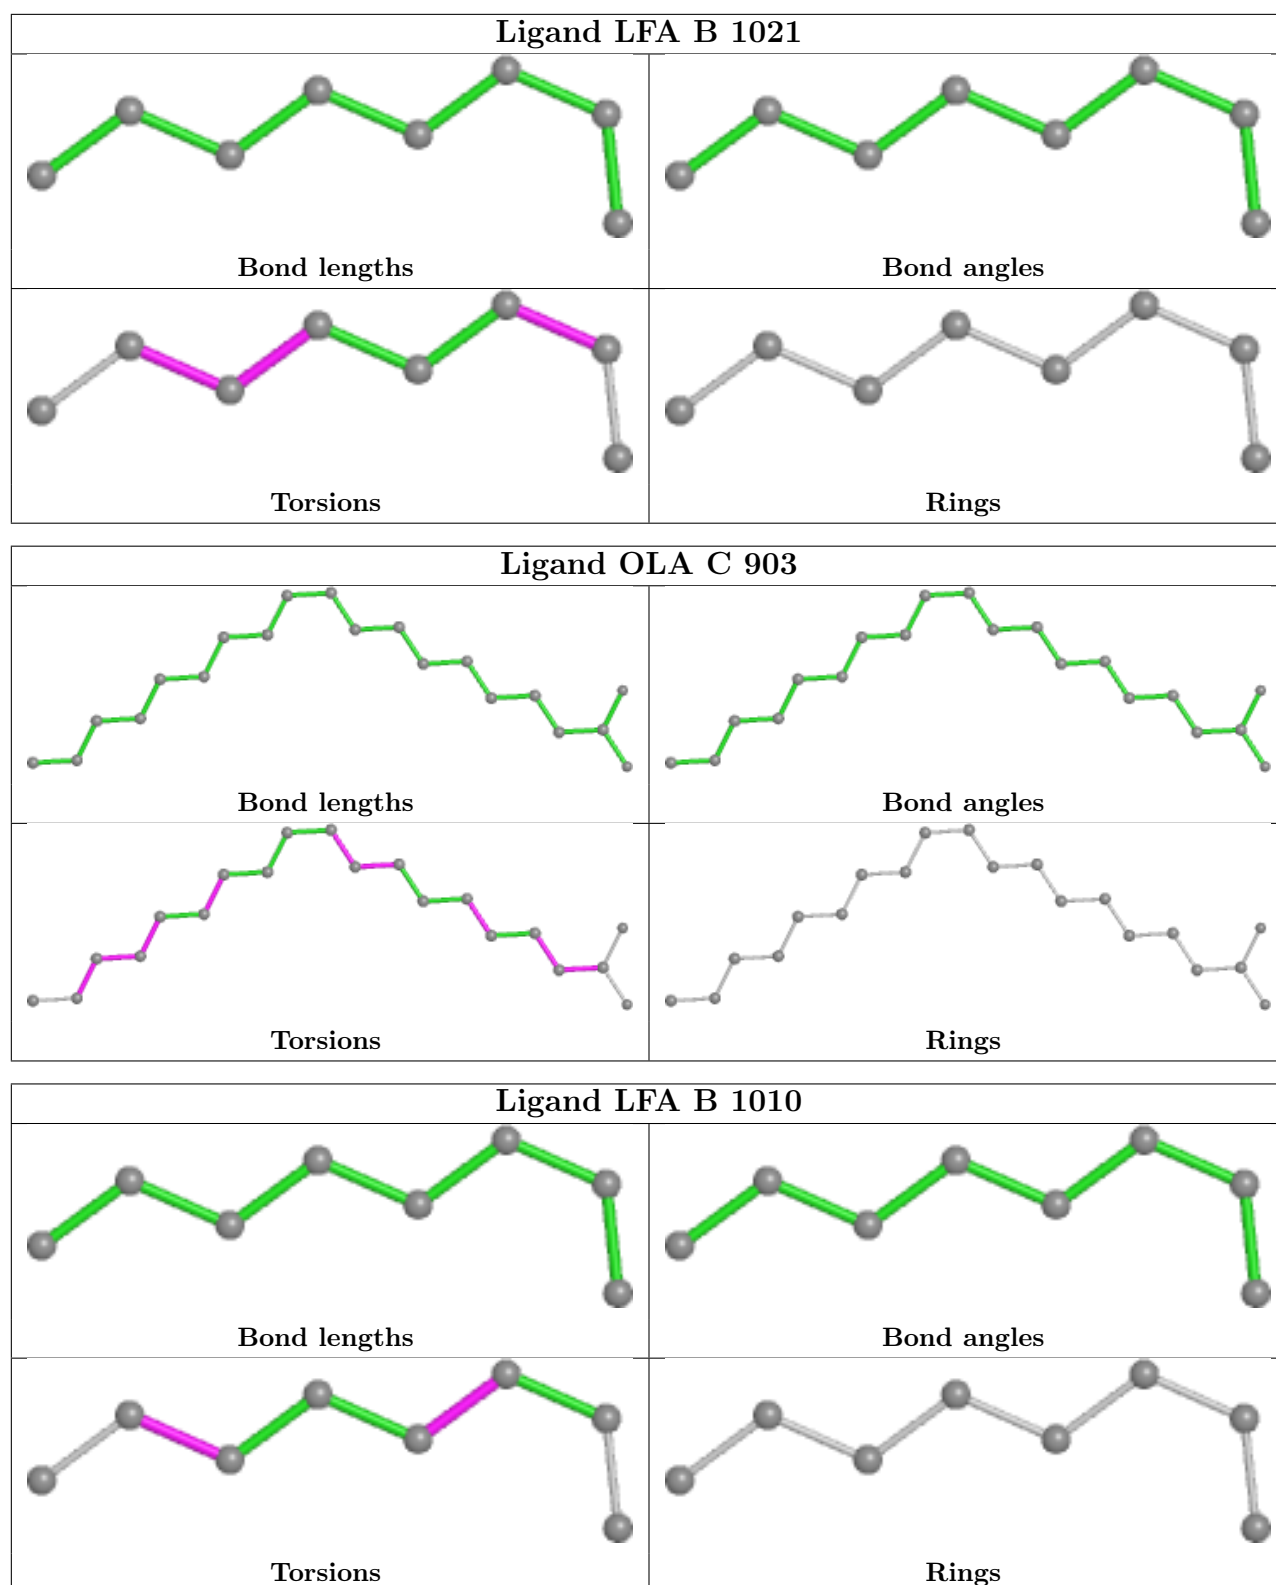 Ligand LFA B 1021
Bond lengths
Bond angles
Torsions
Rings
Ligand OLA C 903
Bond lengths
Bond angles
Torsions
Rings
Ligand LFA B 1010
Bond lengths
Bond angles
Torsions
Rings